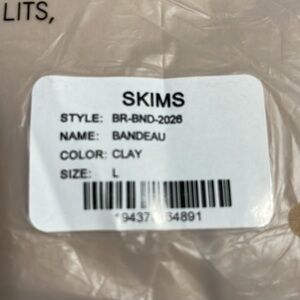 LITS,
SKIMS
STYLE: BR-BND-2026
NAME: BANDEAU
COLOR: CLAY
SIZE: L